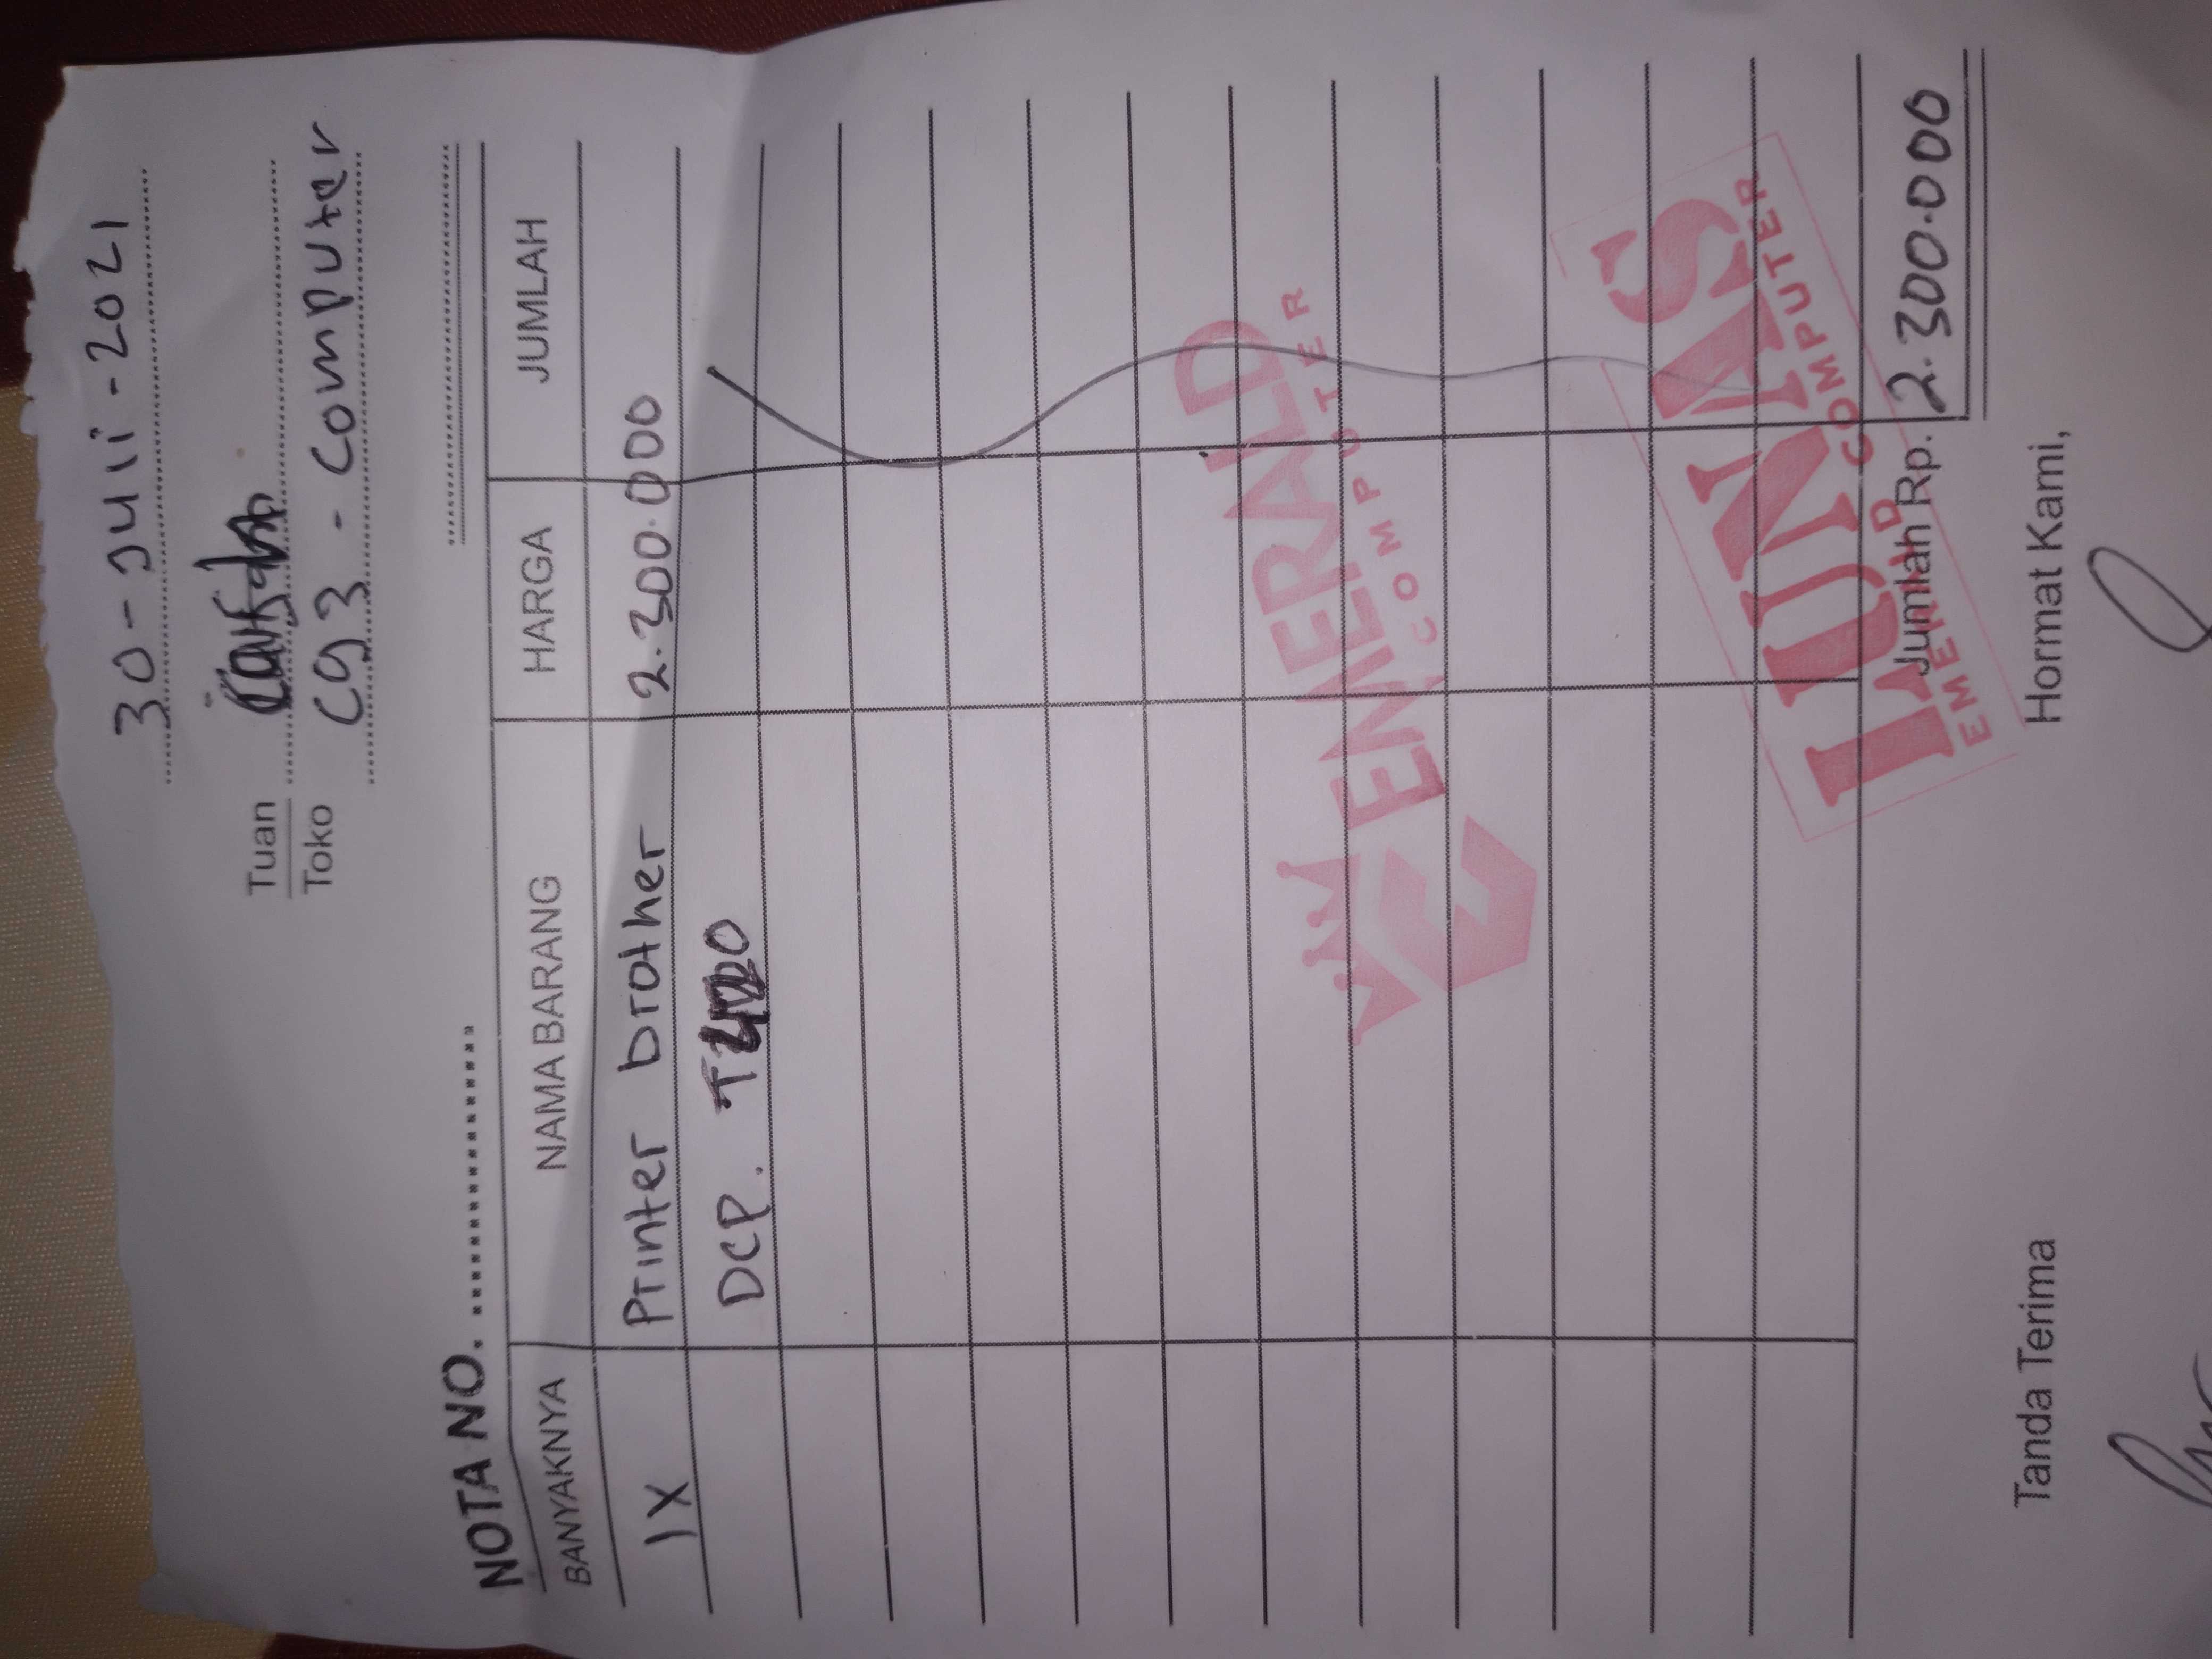 30 - Juli - 2021
Tuan
Toko cg3 - Computer
NOTA NO. ....................
BANYAKNYA NAMA BARANG HARGA JUMLAH
1X Printer brother 2.300.000
DCP.
EMERALD
COMPUTER
LUNAS
EMERALD COMPUTER
Jumlah Rp. 2.300.000
Tanda Terima Hormat Kami,